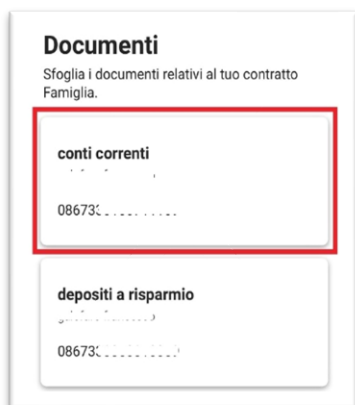 Documenti
Sfoglia i documenti relativi al tuo contratto
Famiglia.
conti correnti
08673
depositi a risparmio
08673